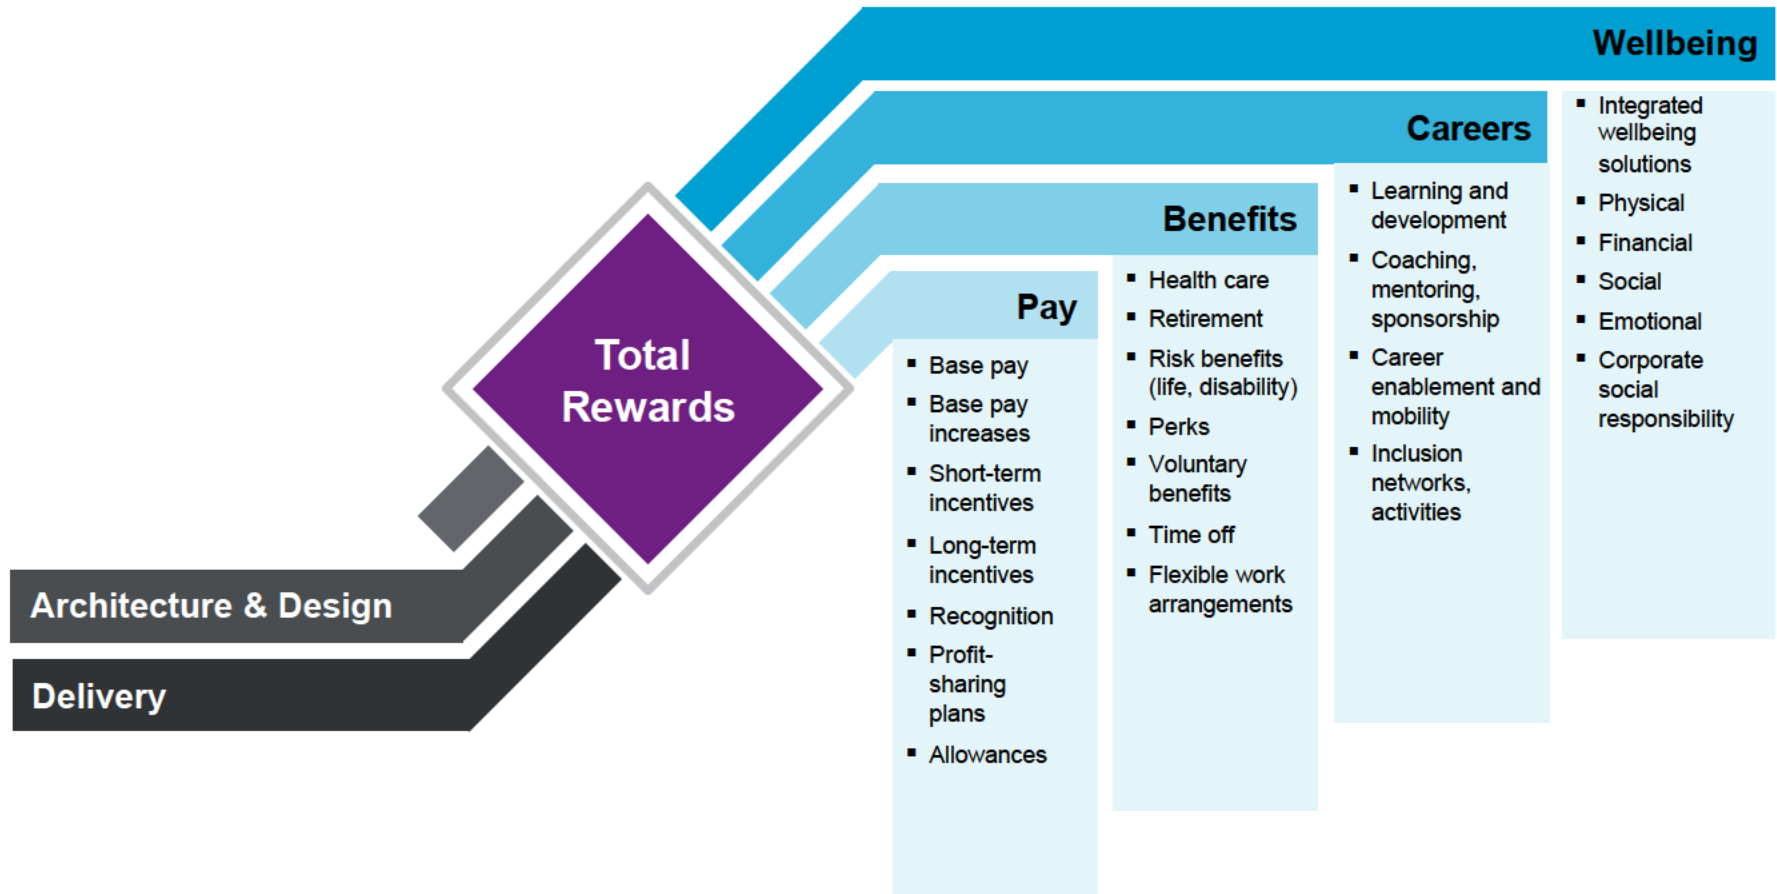 Wellbeing
▪ Integrated
wellbeing
solutions
▪ Physical
▪ Financial
▪ Social
▪ Emotional
▪ Corporate
social
responsibility
Careers
▪ Learning and
development
▪ Coaching,
mentoring,
sponsorship
▪ Career
enablement and
mobility
▪ Inclusion
networks,
activities
Benefits
▪ Health care
▪ Retirement
▪ Risk benefits
(life, disability)
▪ Perks
▪ Voluntary
benefits
▪ Time off
▪ Flexible work
arrangements
Pay
▪ Base pay
▪ Base pay
increases
▪ Short-term
incentives
▪ Long-term
incentives
▪ Recognition
▪ Profit-
sharing
plans
▪ Allowances
Total
Rewards
Architecture & Design
Delivery